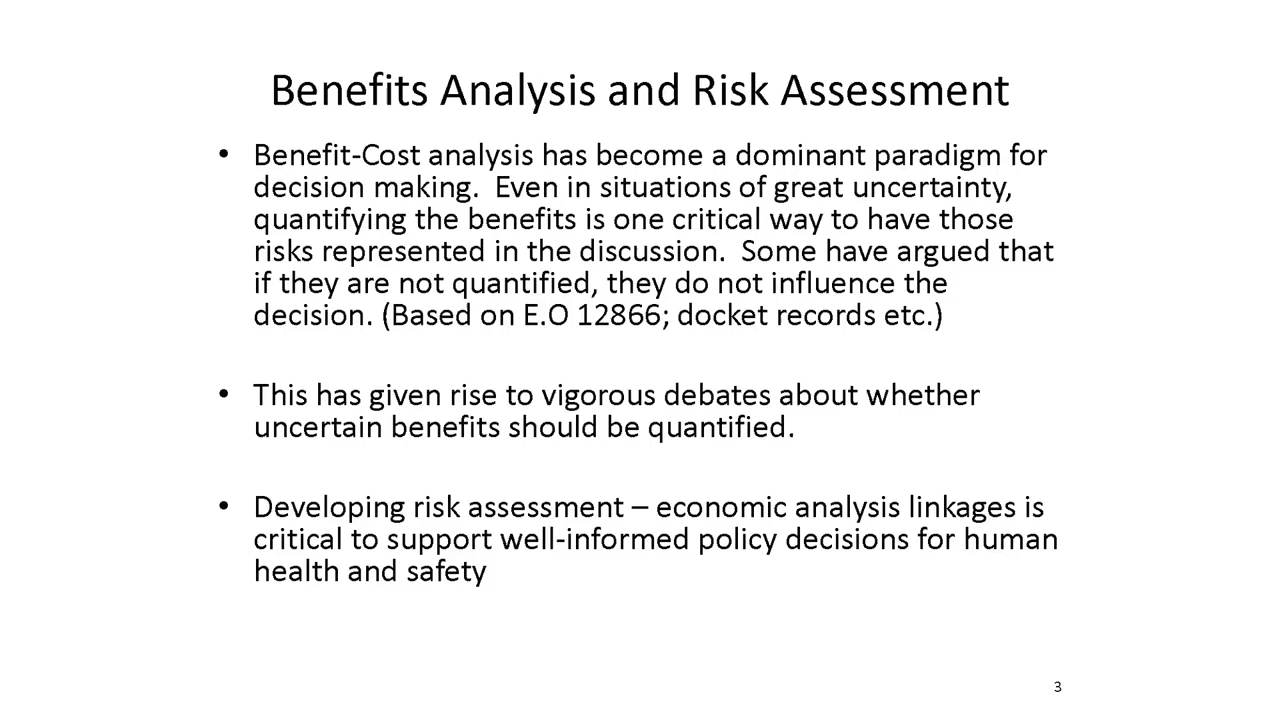 Benefits Analysis and Risk Assessment
• Benefit-Cost analysis has become a dominant paradigm for
decision making.  Even in situations of great uncertainty,
quantifying the benefits is one critical way to have those
risks represented in the discussion.  Some have argued that
if they are not quantified, they do not influence the
decision. (Based on E.O 12866; docket records etc.)
• This has given rise to vigorous debates about whether
uncertain benefits should be quantified.
• Developing risk assessment – economic analysis linkages is
critical to support well-informed policy decisions for human
health and safety
3